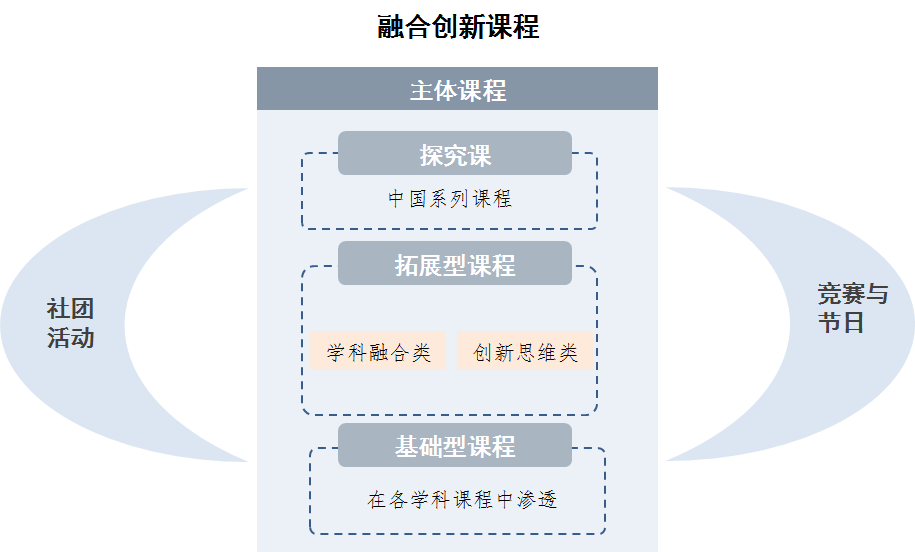 融合创新课程
主体课程
探究课
中国系列课程
拓展型课程
学科融合类
创新思维类
基础型课程
在各学科课程中渗透
社团
活动
竞赛与
节日